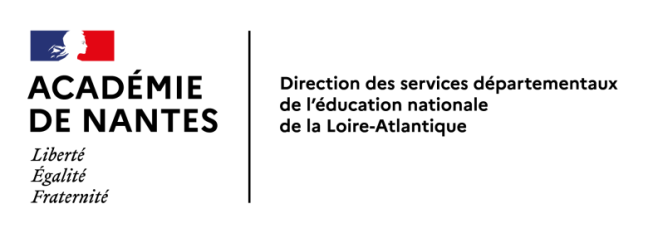 ACADÉMIE
DE NANTES
Liberté
Égalité
Fraternité
Direction des services départementaux
de l'éducation nationale
de la Loire-Atlantique